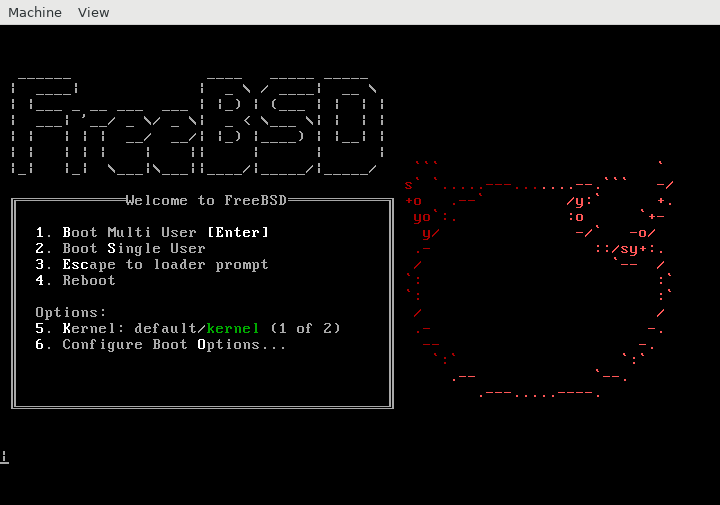 Machine View
FreeBSD
Welcome to FreeBSD
1. Boot Multi User [Enter]
2. Boot Single User
3. Escape to loader prompt
4. Reboot
Options:
5. Kernel: default/kernel (1 of 2)
6. Configure Boot Options...